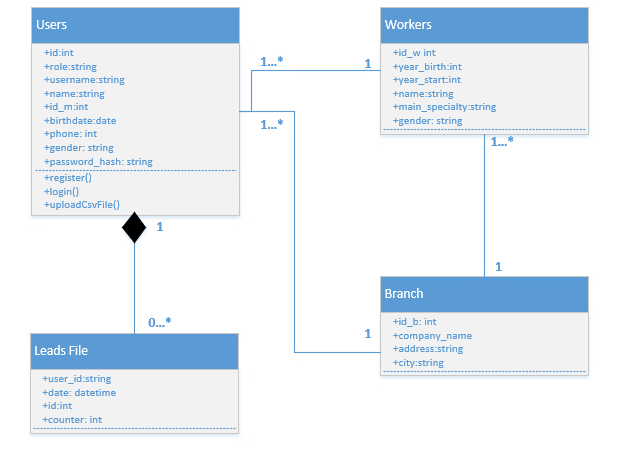 Users
+id:int
+role:string
+username:string
+name:string
+id_m:int
+birthdate:date
+phone: int
+gender: string
+password_hash: string
+register()
+login()
+uploadCsvFile()
Workers
+id_w int
+year_birth:int
+year_start:int
+name:string
+main_specialty:string
+gender: string
1...*
1
1...*
1...*
1
1
0...*
1
Leads File
+user_id:string
+date: datetime
+id:int
+counter: int
Branch
+id_b: int
+company_name
+address:string
+city:string